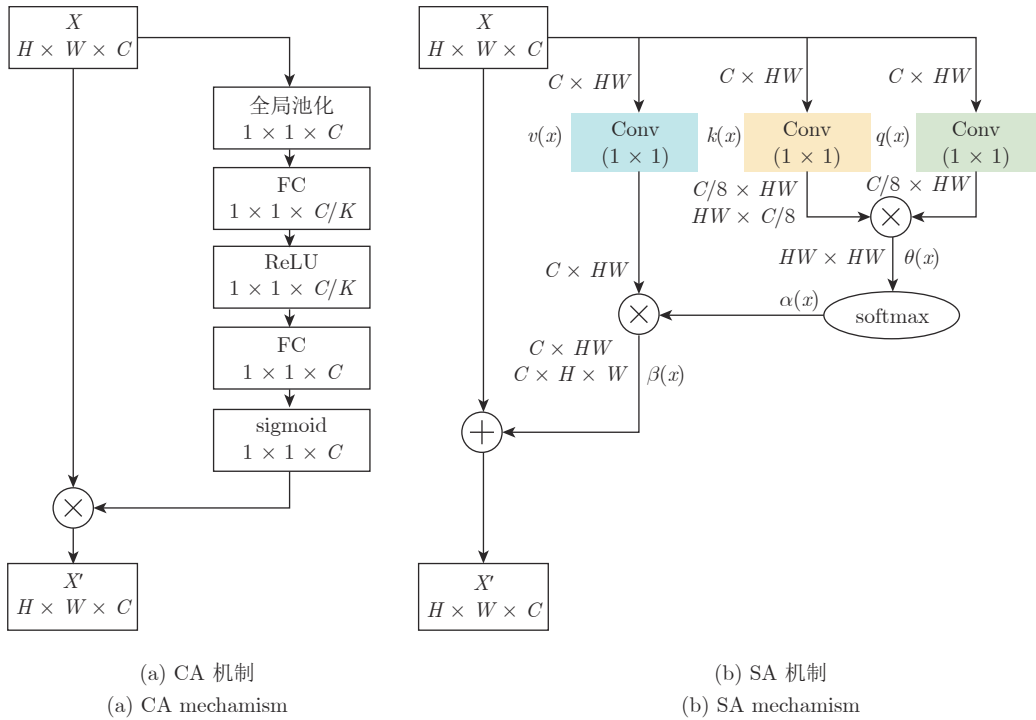 X
H × W × C
全局池化
1 × 1 × C
FC
1 × 1 × C/K
ReLU
1 × 1 × C/K
FC
1 × 1 × C
sigmoid
1 × 1 × C
×
X′
H × W × C
(a) CA 机制
(a) CA mechamism
X
H × W × C
C × HW
C × HW
C × HW
v(x)
Conv
(1 × 1)
k(x)
Conv
(1 × 1)
q(x)
Conv
(1 × 1)
C/8 × HW
HW × C/8
C/8 × HW
×
HW × HW
θ(x)
C × HW
×
α(x)
softmax
C × HW
C × H × W
β(x)
+
X′
H × W × C
(b) SA 机制
(b) SA mechamism